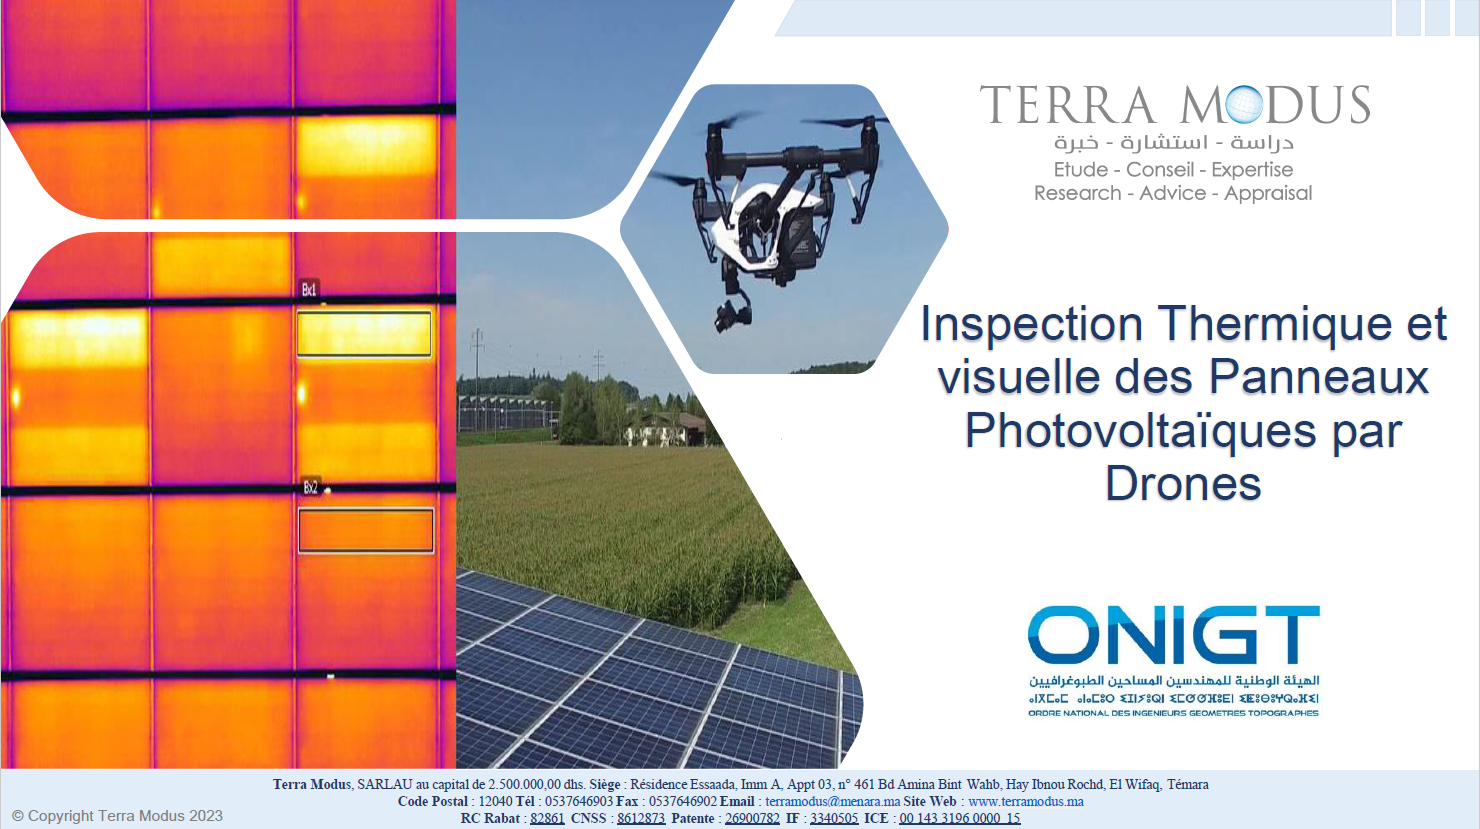 TERRA MODUS
دراسة - استشارة - خبرة
Etude - Conseil - Expertise
Research - Advice - Appraisal
Inspection Thermique et
visuelle des Panneaux
Photovoltaïques par
Drones
Bx1
Bx2
ONIGT
الهيئة الوطنية للمهندسين المساحين الطبوغرافيين
ORDRE NATIONAL DES INGENIEURS GEOMETRES TOPOGRAPHES
Terra Modus, SARLAU au capital de 2.500.000,00 dhs. Siège : Résidence Essaada, Imm A, Appt 03, n° 461 Bd Amina Bint Wahb, Hay Ibnou Rochd, El Wifaq, Témara
Code Postal : 12040 Tél : 0537646903 Fax : 0537646902 Email : terramodus@menara.ma Site Web : www.terramodus.ma
RC Rabat : 82861 CNSS : 8612873 Patente : 26900782 IF : 3340505 ICE : 00 143 3196 0000 15
© Copyright Terra Modus 2023